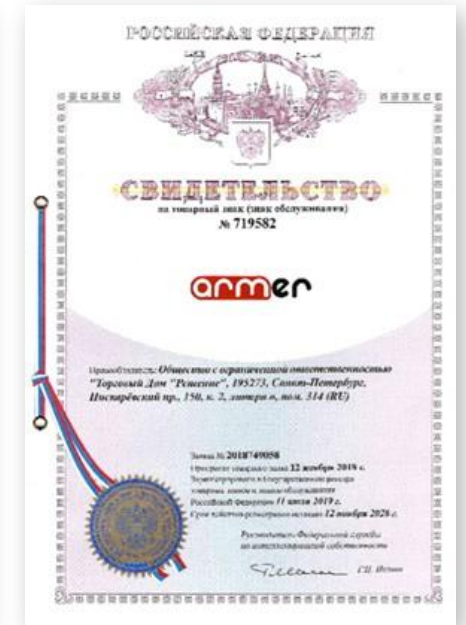 РОССИЙСКАЯ ФЕДЕРАЦИЯ
СВИДЕТЕЛЬСТВО
на товарный знак (знак обслуживания)
№ 719582
armer
Правообладатель: Общество с ограниченной ответственностью
"Торговый Дом "Решение", 195273, Санкт-Петербург,
Пискарёвский пр., 150, к. 2, литера, пом. 314 (RU)
Заявка № 2018749058
Приоритет товарного знака 12 ноября 2018 г.
Зарегистрировано в Государственном реестре
товарных знаков и знаков обслуживания
Российской Федерации 11 июля 2019 г.
Срок действия регистрации истекает 12 ноября 2028 г.
Руководитель Федеральной службы
по интеллектуальной собственности
Г.П. Ивлиев